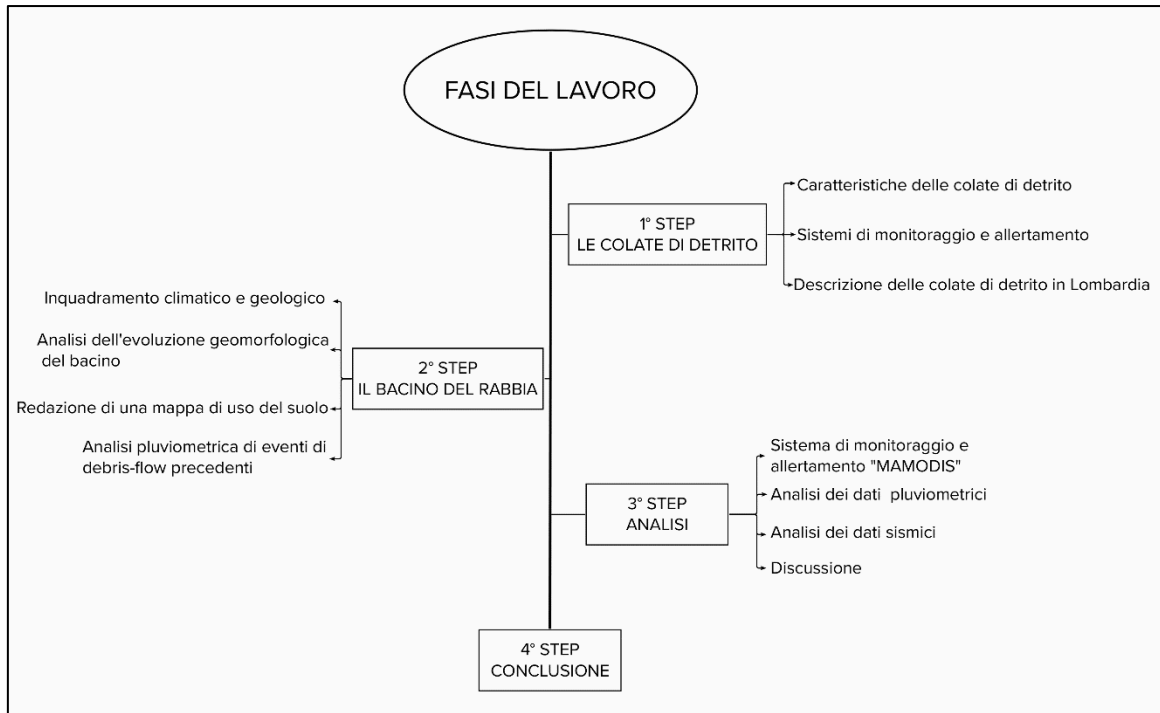 FASI DEL LAVORO
1° STEP
LE COLATE DI DETRITO
Caratteristiche delle colate di detrito
Sistemi di monitoraggio e allertamento
Descrizione delle colate di detrito in Lombardia
2° STEP
IL BACINO DEL RABBIA
Inquadramento climatico e geologico
Analisi dell'evoluzione geomorfologica
del bacino
Redazione di una mappa di uso del suolo
Analisi pluviometrica di eventi di
debris-flow precedenti
3° STEP
ANALISI
Sistema di monitoraggio e
allertamento "MAMODIS"
Analisi dei dati pluviometrici
Analisi dei dati sismici
Discussione
4° STEP
CONCLUSIONE